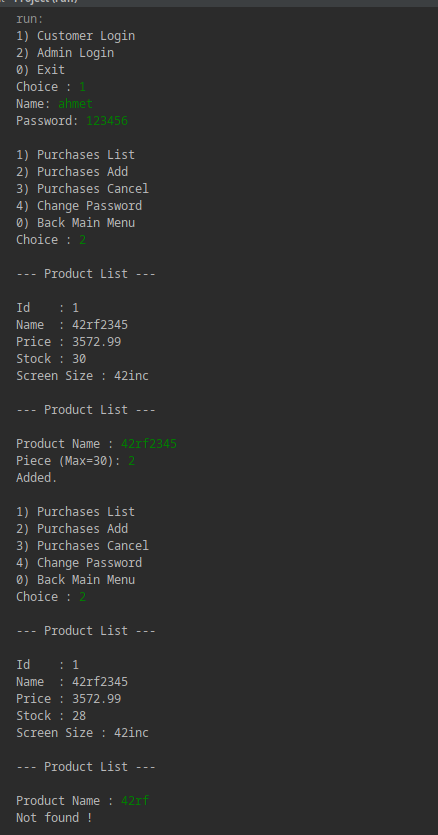 run:
1) Customer Login
2) Admin Login
0) Exit
Choice : 1
Name: ahmet
Password: 123456
1) Purchases List
2) Purchases Add
3) Purchases Cancel
4) Change Password
0) Back Main Menu
Choice : 2
--- Product List ---
Id    : 1
Name  : 42rf2345
Price : 3572.99
Stock : 30
Screen Size : 42inc
--- Product List ---
Product Name : 42rf2345
Piece (Max=30): 2
Added.
1) Purchases List
2) Purchases Add
3) Purchases Cancel
4) Change Password
0) Back Main Menu
Choice : 2
--- Product List ---
Id    : 1
Name  : 42rf2345
Price : 3572.99
Stock : 28
Screen Size : 42inc
--- Product List ---
Product Name : 42rf
Not found !